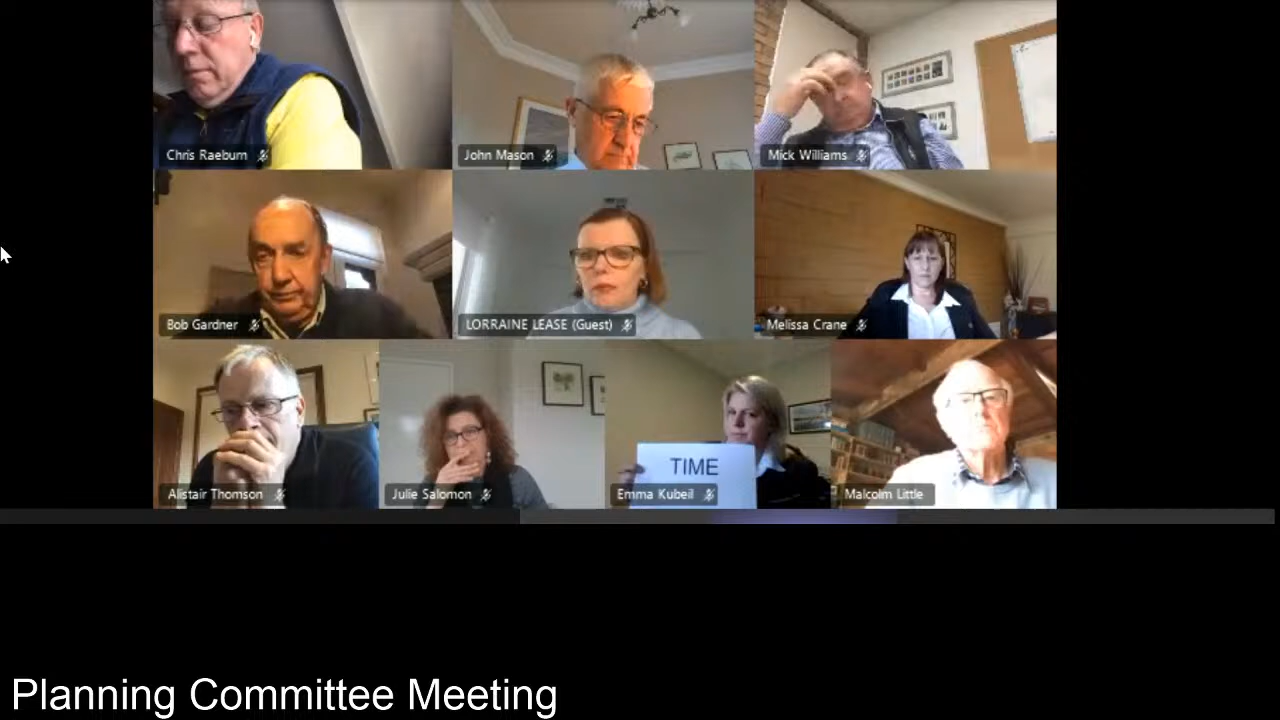 Chris Raeburn
John Mason
Mick Williams
Bob Gardner
LORRAINE LEASE (Guest)
Melissa Crane
TIME
Alistair Thomson
Julie Salomon
Emma Kubeil
Malcolm Little
Planning Committee Meeting